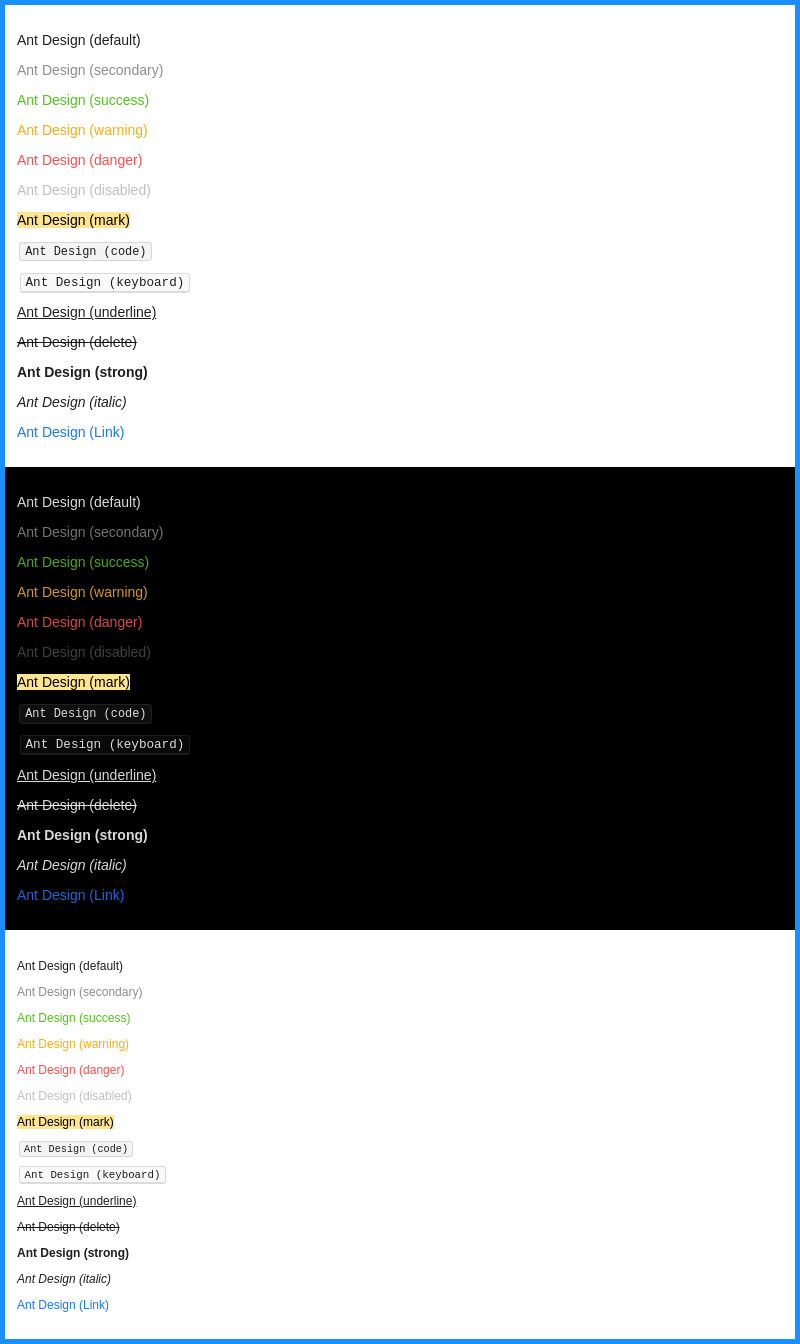 Ant Design (default)
Ant Design (secondary)
Ant Design (success)
Ant Design (warning)
Ant Design (danger)
Ant Design (disabled)
Ant Design (mark)
Ant Design (code)
Ant Design (keyboard)
Ant Design (underline)
Ant Design (delete)
Ant Design (strong)
Ant Design (italic)
Ant Design (Link)
Ant Design (default)
Ant Design (secondary)
Ant Design (success)
Ant Design (warning)
Ant Design (danger)
Ant Design (disabled)
Ant Design (mark)
Ant Design (code)
Ant Design (keyboard)
Ant Design (underline)
Ant Design (delete)
Ant Design (strong)
Ant Design (italic)
Ant Design (Link)
Ant Design (default)
Ant Design (secondary)
Ant Design (success)
Ant Design (warning)
Ant Design (danger)
Ant Design (disabled)
Ant Design (mark)
Ant Design (code)
Ant Design (keyboard)
Ant Design (underline)
Ant Design (delete)
Ant Design (strong)
Ant Design (italic)
Ant Design (Link)